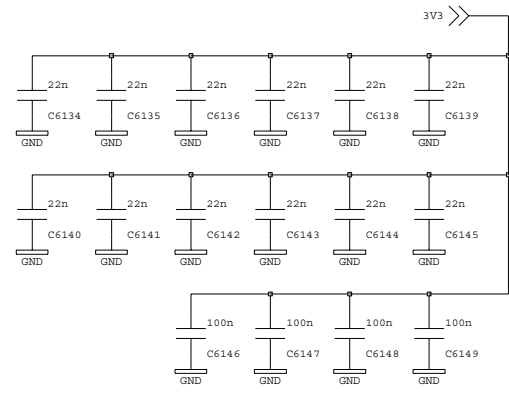 3V3
22n 22n 22n 22n 22n 22n
C6134 C6135 C6136 C6137 C6138 C6139
GND GND GND GND GND GND
22n 22n 22n 22n 22n 22n
C6140 C6141 C6142 C6143 C6144 C6145
GND GND GND GND GND GND
100n 100n 100n 100n
C6146 C6147 C6148 C6149
GND GND GND GND